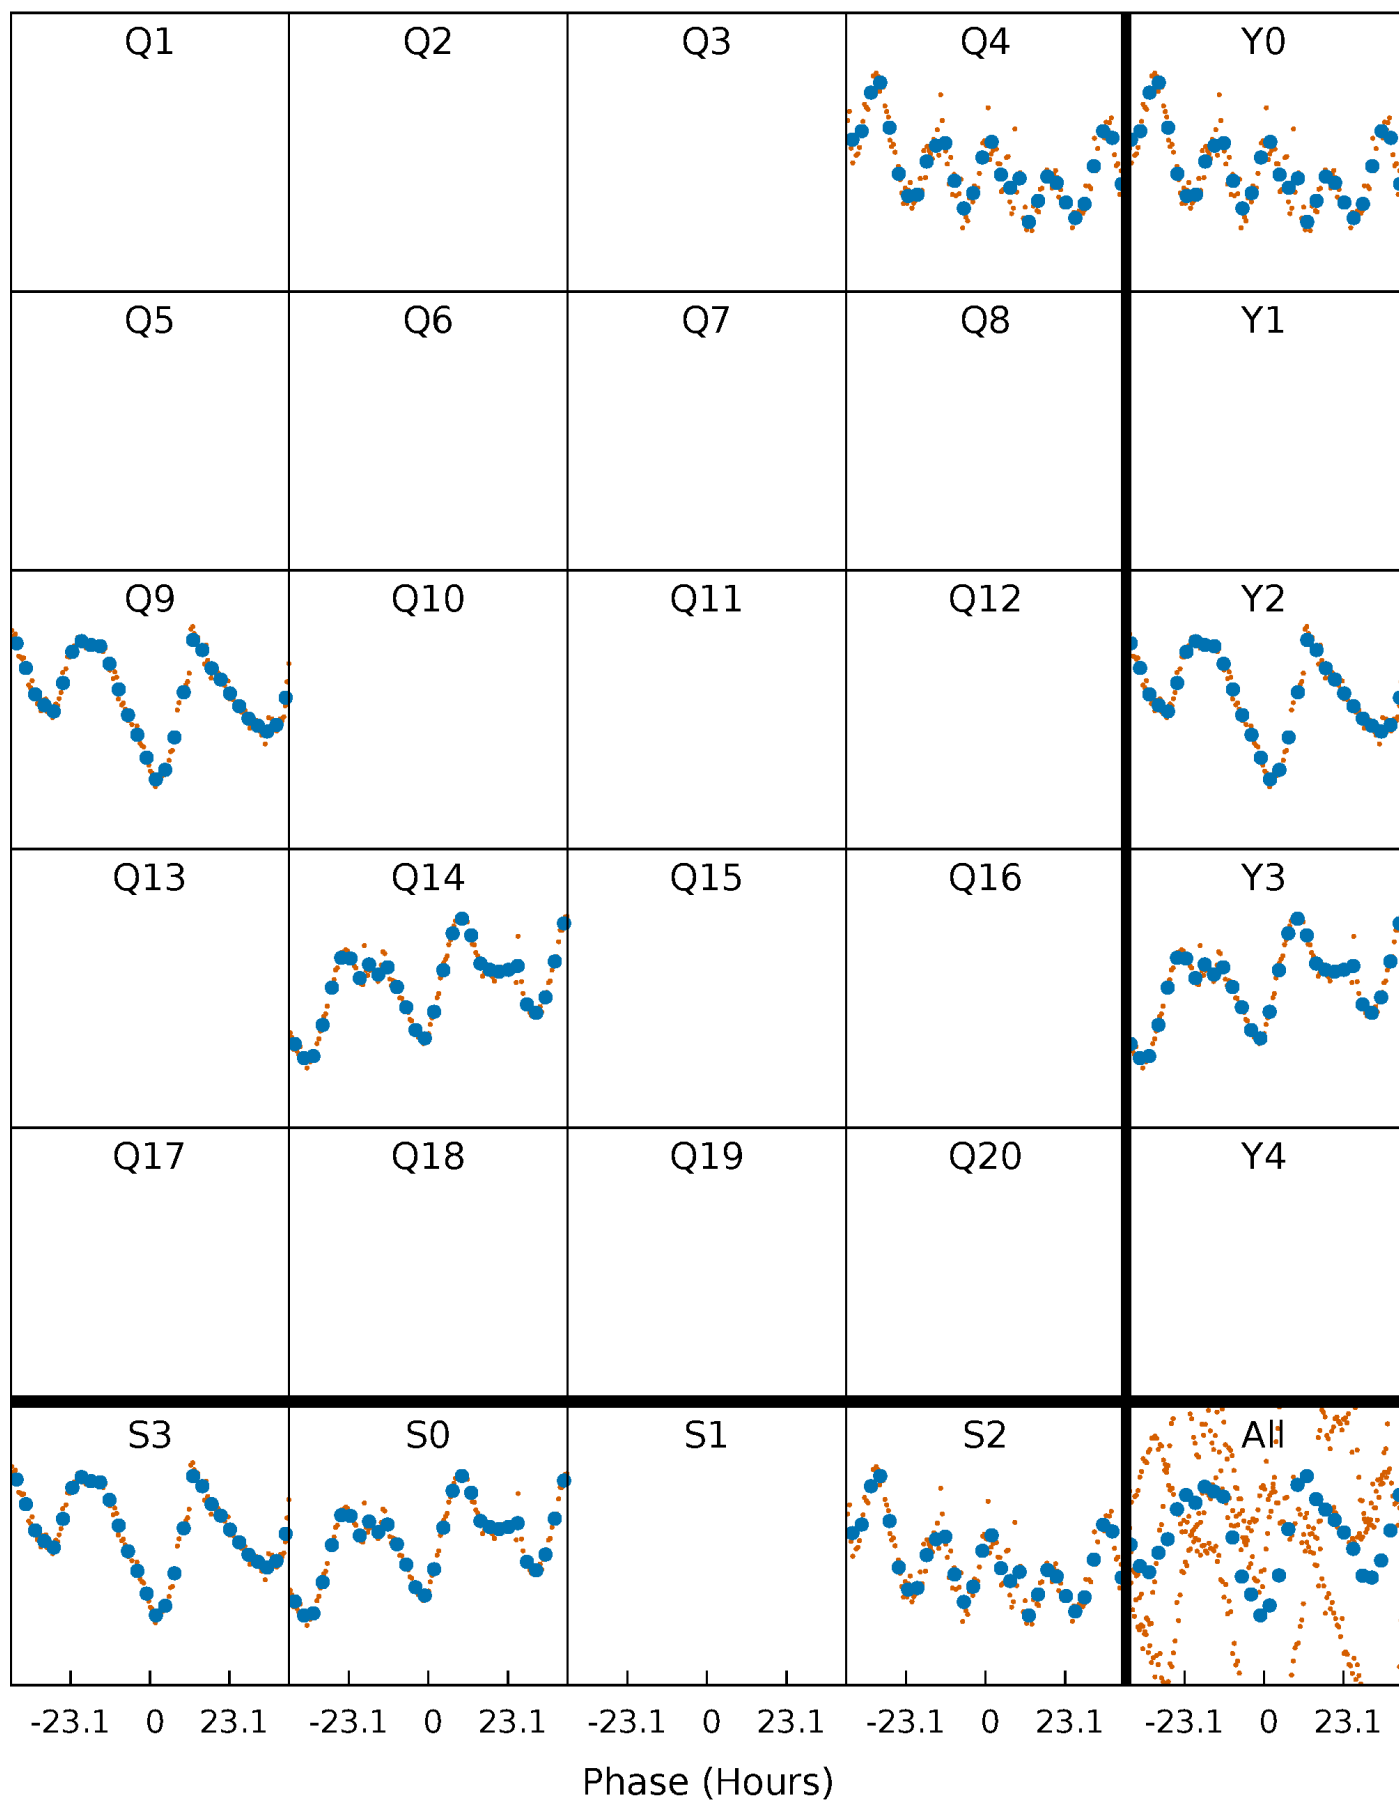 Q1 Q2 Q3 Q4 Y0
Q5 Q6 Q7 Q8 Y1
Q9 Q10 Q11 Q12 Y2
Q13 Q14 Q15 Q16 Y3
Q17 Q18 Q19 Q20 Y4
S3 S0 S1 S2 All
-23.1 0 23.1 -23.1 0 23.1 -23.1 0 23.1 -23.1 0 23.1 -23.1 0 23.1
Phase (Hours)